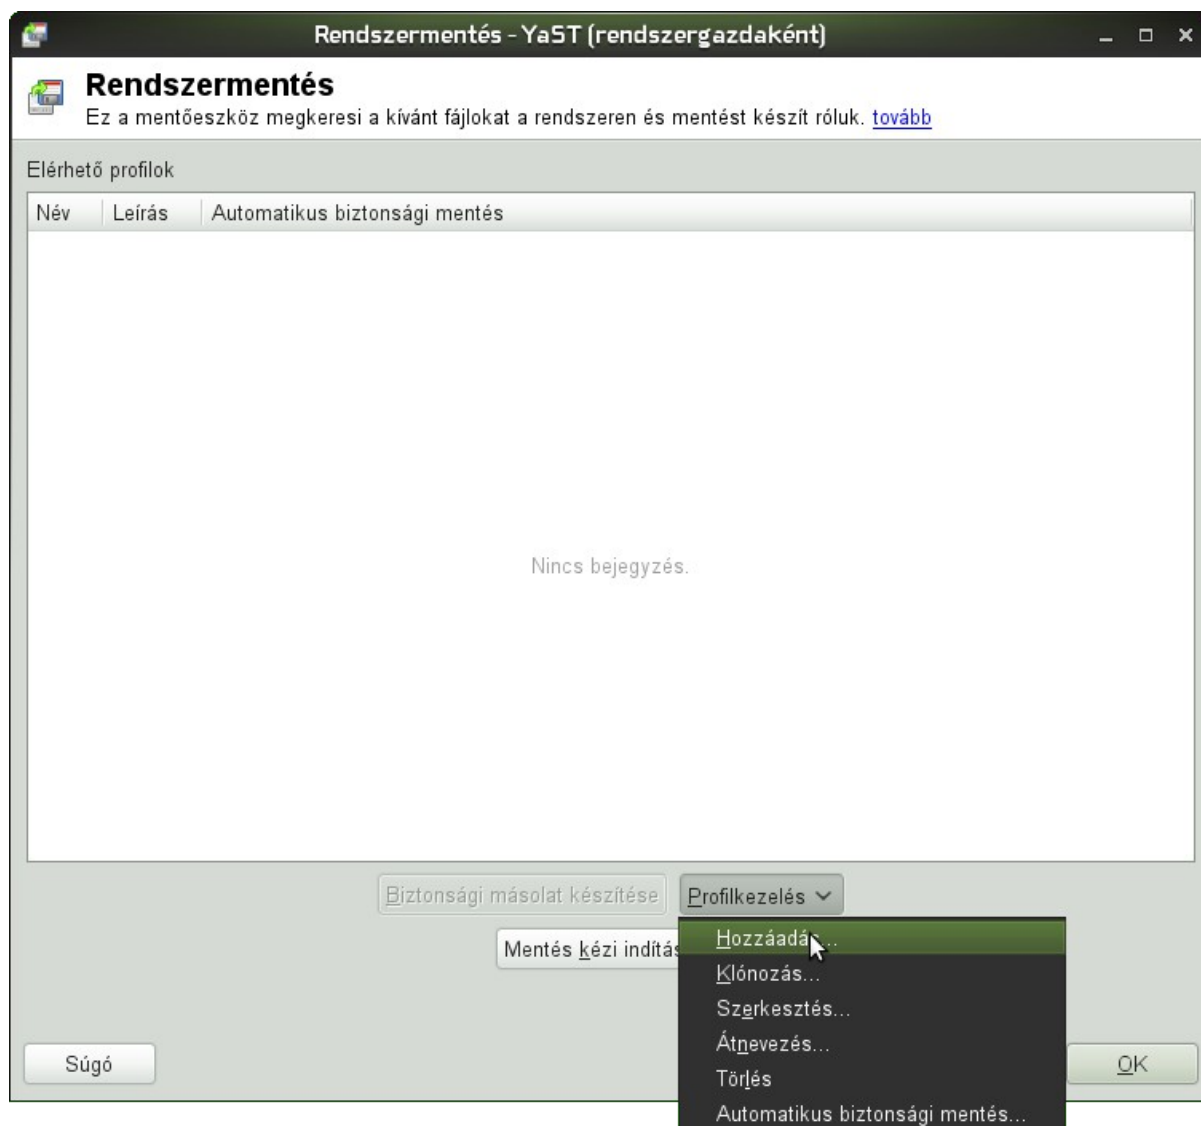 Rendszermentés - YaST (rendszergazdaként)
Rendszermentés
Ez a mentőeszköz megkeresi a kívánt fájlokat a rendszeren és mentést készít róluk. tovább
Elérhető profilok
Név Leírás Automatikus biztonsági mentés
Nincs bejegyzés.
Biztonsági másolat készítése Profilkezelés
Mentés kézi indítás
Hozzáadás...
Klónozás...
Szerkesztés...
Átnevezés...
Törlés
Automatikus biztonsági mentés...
Súgó
OK